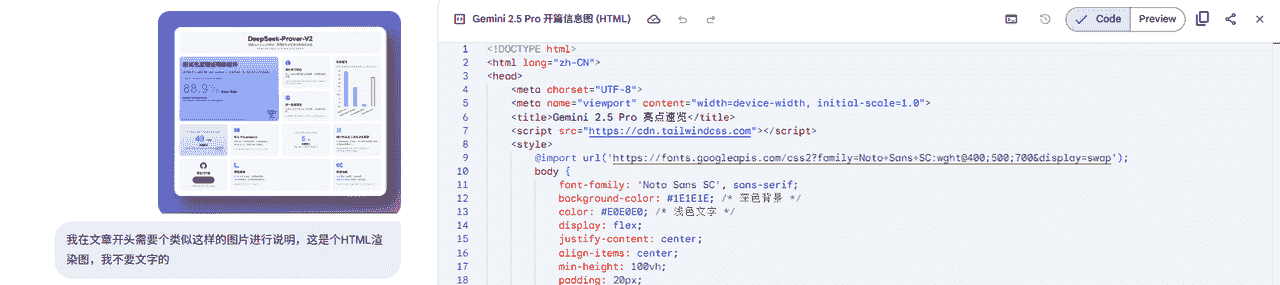 DeepSeek-Prover-V2
88.9%
我在文章开头需要个类似这样的图片进行说明，这是个HTML渲
染图，我不要文字的
Gemini 2.5 Pro 开篇信息图 (HTML)
Code
Preview
1 <!DOCTYPE html>
2 <html lang="zh-CN">
3 <head>
4 <meta charset="UTF-8">
5 <meta name="viewport" content="width=device-width, initial-scale=1.0">
6 <title>Gemini 2.5 Pro 亮点速览</title>
7 <script src="https://cdn.tailwindcss.com"></script>
8 <style>
9 @import url('https://fonts.googleapis.com/css2?family=Noto+Sans+SC:wght@400;500;700&display=swap');
10 body {
11 font-family: 'Noto Sans SC', sans-serif;
12 background-color: #1E1E1E; /* 深色背景 */
13 color: #E0E0E0; /* 浅色文字 */
14 display: flex;
15 justify-content: center;
16 align-items: center;
17 min-height: 100vh;
18 padding: 20px;